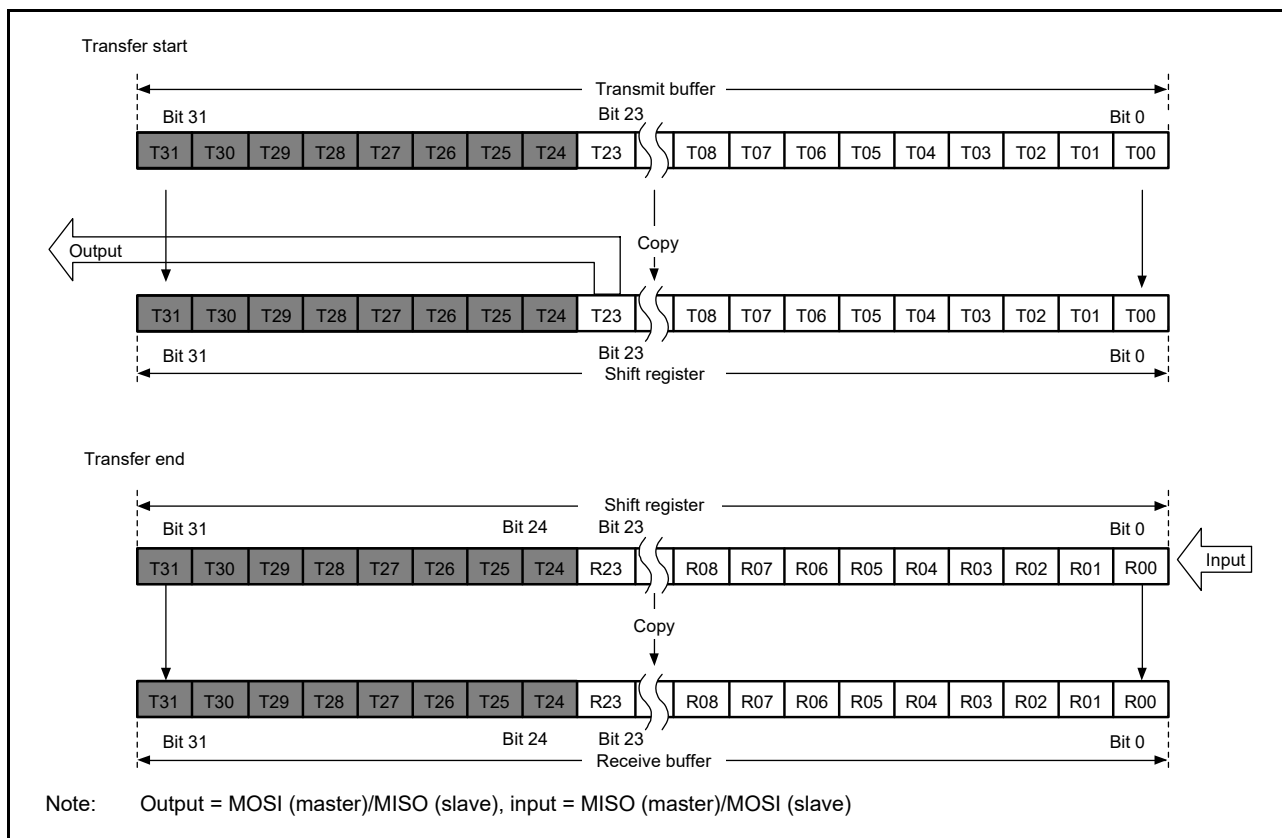 Transfer start
Transmit buffer
Bit 31 Bit 23 Bit 0
T31 T30 T29 T28 T27 T26 T25 T24 T23 T08 T07 T06 T05 T04 T03 T02 T01 T00
Output Copy
T31 T30 T29 T28 T27 T26 T25 T24 T23 T08 T07 T06 T05 T04 T03 T02 T01 T00
Bit 31 Bit 23 Bit 0
Shift register
Transfer end
Shift register
Bit 31 Bit 24 Bit 23 Bit 0
T31 T30 T29 T28 T27 T26 T25 T24 R23 R08 R07 R06 R05 R04 R03 R02 R01 R00 Input
Copy
T31 T30 T29 T28 T27 T26 T25 T24 R23 R08 R07 R06 R05 R04 R03 R02 R01 R00
Bit 31 Bit 24 Bit 23 Bit 0
Receive buffer
Note: Output = MOSI (master)/MISO (slave), input = MISO (master)/MOSI (slave)